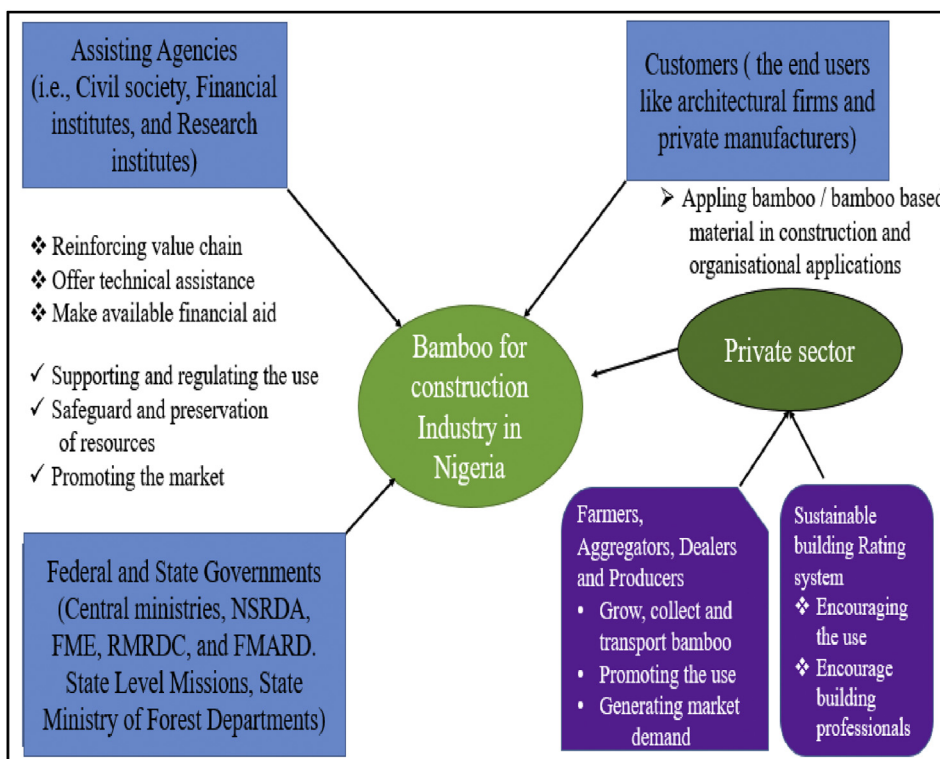 Assisting Agencies
(i.e., Civil society, Financial
institutes, and Research
institutes)
Customers ( the end users
like architectural firms and
private manufacturers)
➢ Appling bamboo / bamboo based
material in construction and
organisational applications
❖ Reinforcing value chain
❖ Offer technical assistance
❖ Make available financial aid
✓ Supporting and regulating the use
✓ Safeguard and preservation
of resources
✓ Promoting the market
Bamboo for
construction
Industry in
Nigeria
Private sector
Federal and State Governments
(Central ministries, NSRDA,
FME, RMRDC, and FMARD.
State Level Missions, State
Ministry of Forest Departments)
Farmers,
Aggregators, Dealers
and Producers
• Grow, collect and
transport bamboo
• Promoting the use
• Generating market
demand
Sustainable
building Rating
system
❖ Encouraging
the use
❖ Encourage
building
professionals